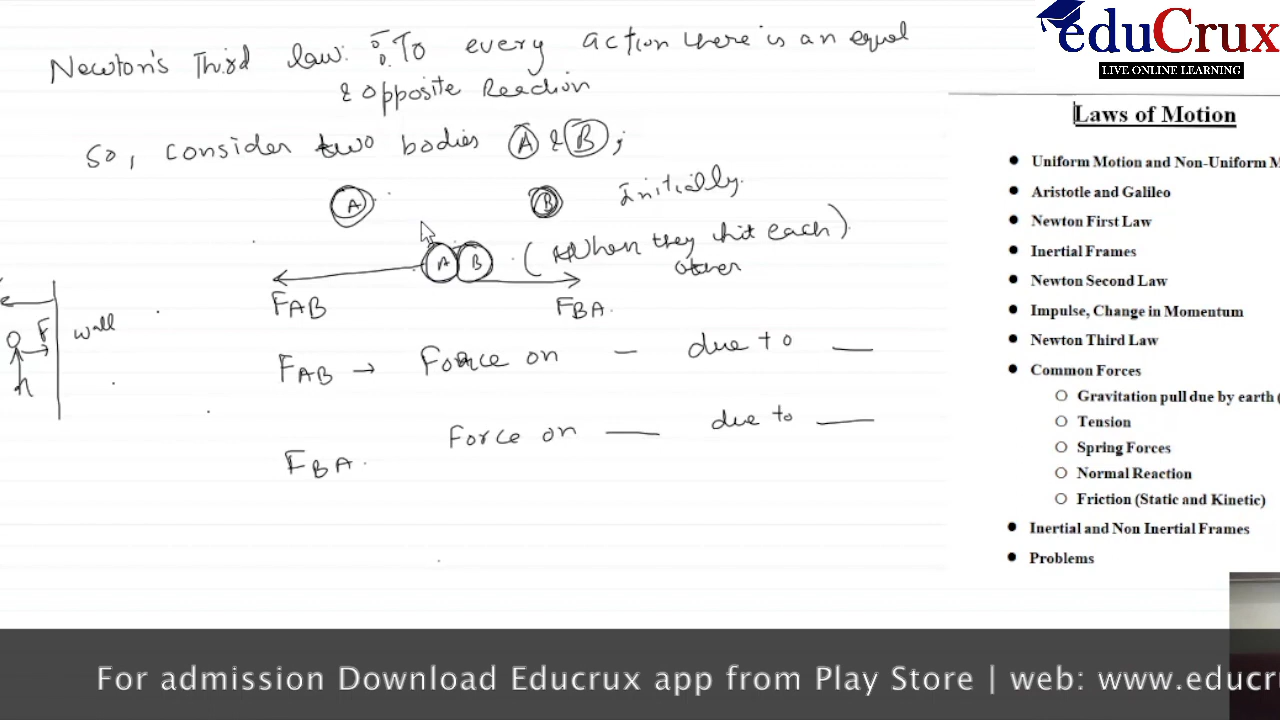 Newton's Third law: To every action there is an equal
& opposite Reaction
So, consider two bodies A & B;
A B Initially.
A B (When they hit each other)
FAB FBA.
F wall
FAB → Force on — due to —
Force on — due to —
FBA.
eduCrux
LIVE ONLINE LEARNING
Laws of Motion
• Uniform Motion and Non-Uniform M
• Aristotle and Galileo
• Newton First Law
• Inertial Frames
• Newton Second Law
• Impulse, Change in Momentum
• Newton Third Law
• Common Forces
○ Gravitation pull due by earth (
○ Tension
○ Spring Forces
○ Normal Reaction
○ Friction (Static and Kinetic)
• Inertial and Non Inertial Frames
• Problems
For admission Download Educrux app from Play Store | web: www.educru